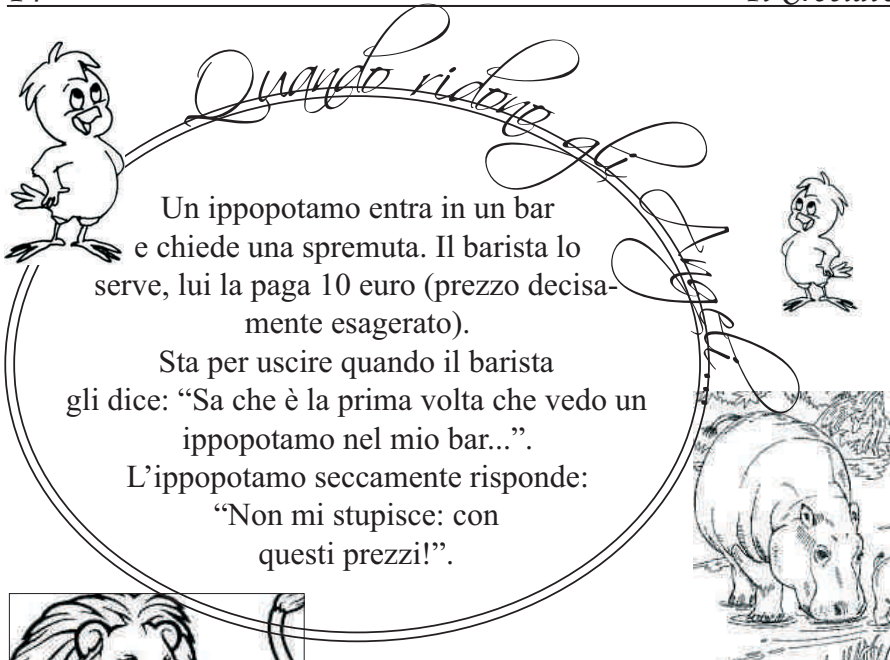 Quando ridono gli Angeli...
Un ippopotamo entra in un bar
e chiede una spremuta. Il barista lo
serve, lui la paga 10 euro (prezzo decisa-
mente esagerato).
Sta per uscire quando il barista
gli dice: “Sa che è la prima volta che vedo un
ippopotamo nel mio bar...”.
L’ippopotamo seccamente risponde:
“Non mi stupisce: con
questi prezzi!”.